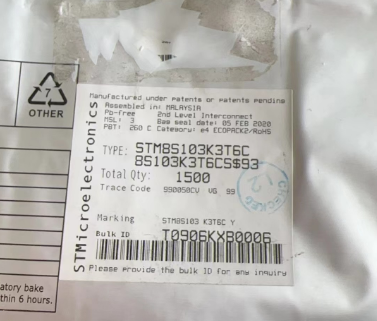 7
OTHER
Manufactured under patents or patents pending
Assembled in: MALAYSIA
Pb-free 2nd Level Interconnect
MSL: 3 Bag seal date: 05 FEB 2020
PBT: 260 C Category: e4 ECOPACK2/RoHS
TYPE: STM8S103K3T6C
8S103K3T6CS$93
Total Qty: 1500
Trace Code VG 99
Marking STM8S103 K3T6C Y
Bulk ID T0906KXB0006
Please provide the bulk ID for any inquiry
STMicroelectronics
CHECKED
12
atory bake
thin 6 hours.